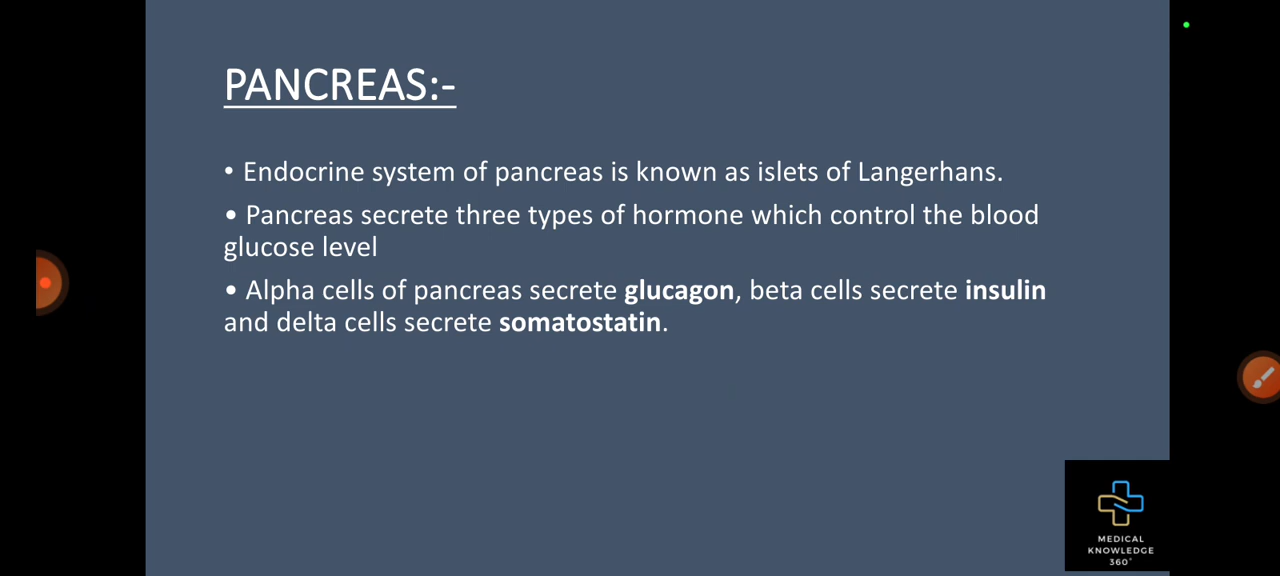 PANCREAS:-
• Endocrine system of pancreas is known as islets of Langerhans.
• Pancreas secrete three types of hormone which control the blood
glucose level
• Alpha cells of pancreas secrete glucagon, beta cells secrete insulin
and delta cells secrete somatostatin.
MEDICAL
KNOWLEDGE
360°